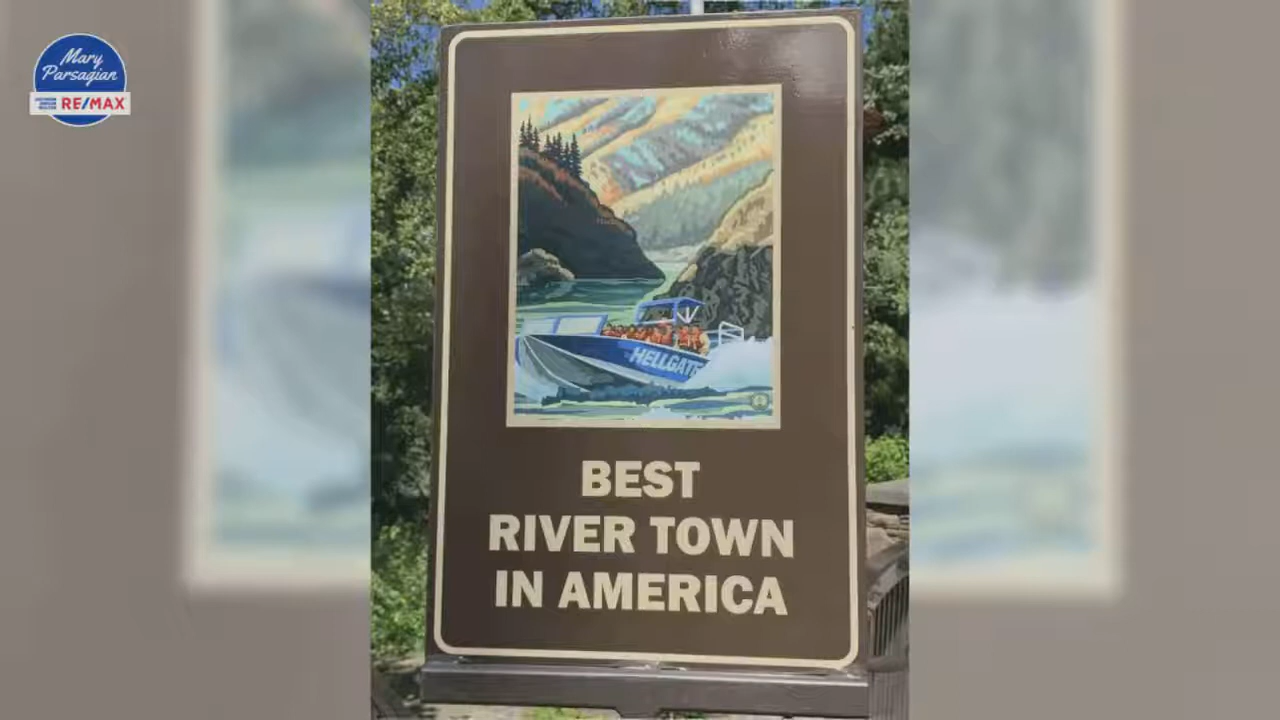 Mary
Parsagian
RE/MAX
HELLGATE
BEST
RIVER TOWN
IN AMERICA